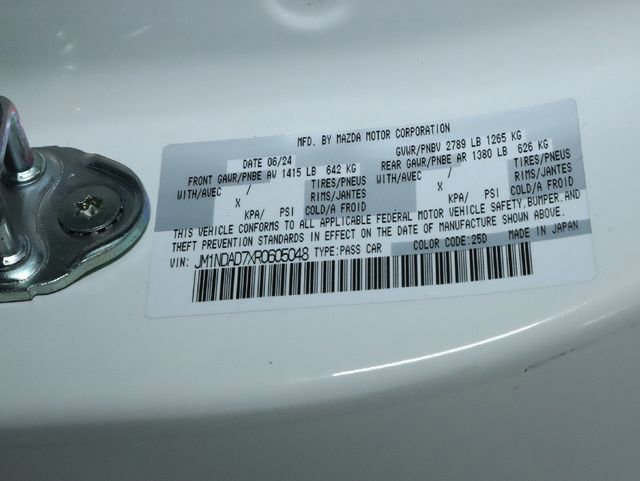 MFD. BY MAZDA MOTOR CORPORATION
DATE 06/24 GVWR/PNBV 2789 LB 1265 KG
FRONT GAWR/PNBE AV 1415 LB 642 KG REAR GAWR/PNBE AR 1380 LB 626 KG
WITH/AVEC / TIRES/PNEUS WITH/AVEC / TIRES/PNEUS
X RIMS/JANTES X RIMS/JANTES
KPA/ PSI COLD/A FROID KPA/ PSI COLD/A FROID
THIS VEHICLE CONFORMS TO ALL APPLICABLE FEDERAL MOTOR VEHICLE SAFETY, BUMPER, AND
THEFT PREVENTION STANDARDS IN EFFECT ON THE DATE OF MANUFACTURE SHOWN ABOVE.
VIN: JM1NDAD7XR0605048 TYPE:PASS CAR COLOR CODE:25D MADE IN JAPAN